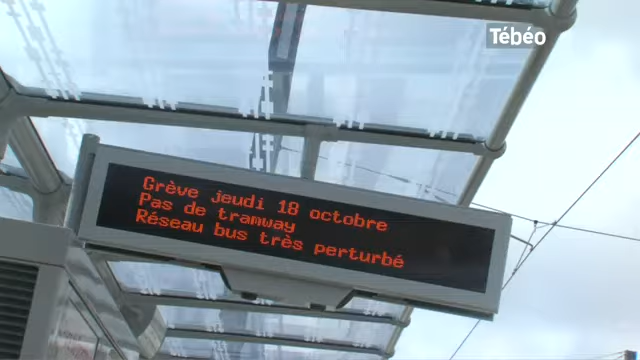 Tébéo
Grève jeudi 18 octobre
Pas de tramway
Réseau bus très perturbé